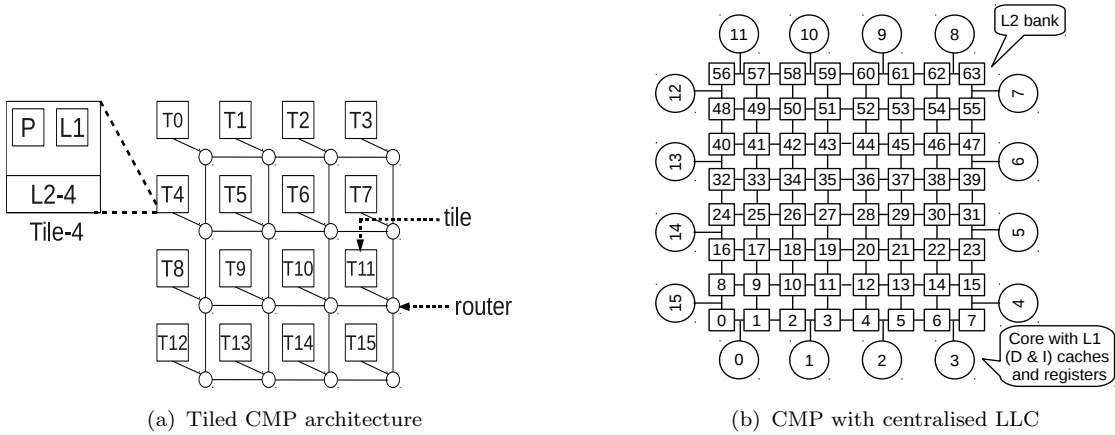 T0 T1 T2 T3
P L1
T4 T5 T6 T7
L2-4
Tile-4
tile
T8 T9 T10 T11
router
T12 T13 T14 T15
(a) Tiled CMP architecture
11 10 9 8
L2 bank
56 57 58 59 60 61 62 63
12 7
48 49 50 51 52 53 54 55
40 41 42 43 44 45 46 47
13 6
32 33 34 35 36 37 38 39
24 25 26 27 28 29 30 31
14 5
16 17 18 19 20 21 22 23
8 9 10 11 12 13 14 15
15 4
0 1 2 3 4 5 6 7
0 1 2 3
Core with L1
(D & I) caches
and registers
(b) CMP with centralised LLC